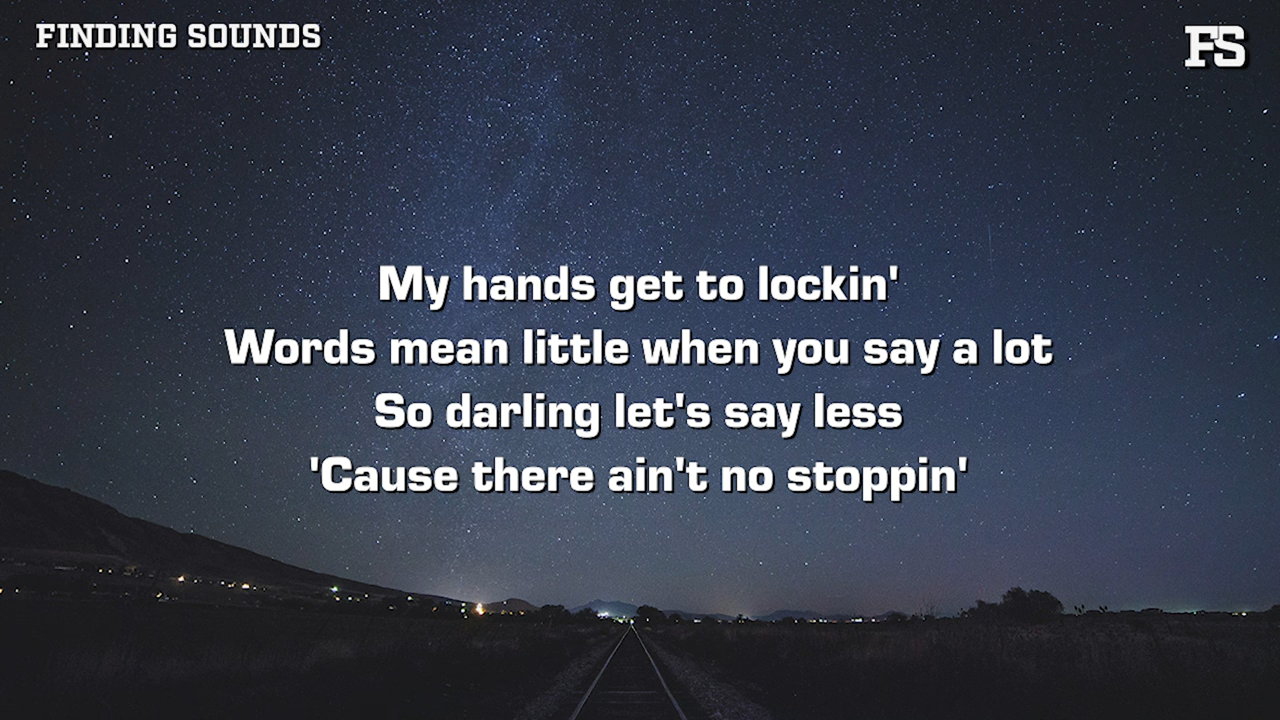 FINDING SOUNDS
FS
My hands get to lockin'
Words mean little when you say a lot
So darling let's say less
'Cause there ain't no stoppin'